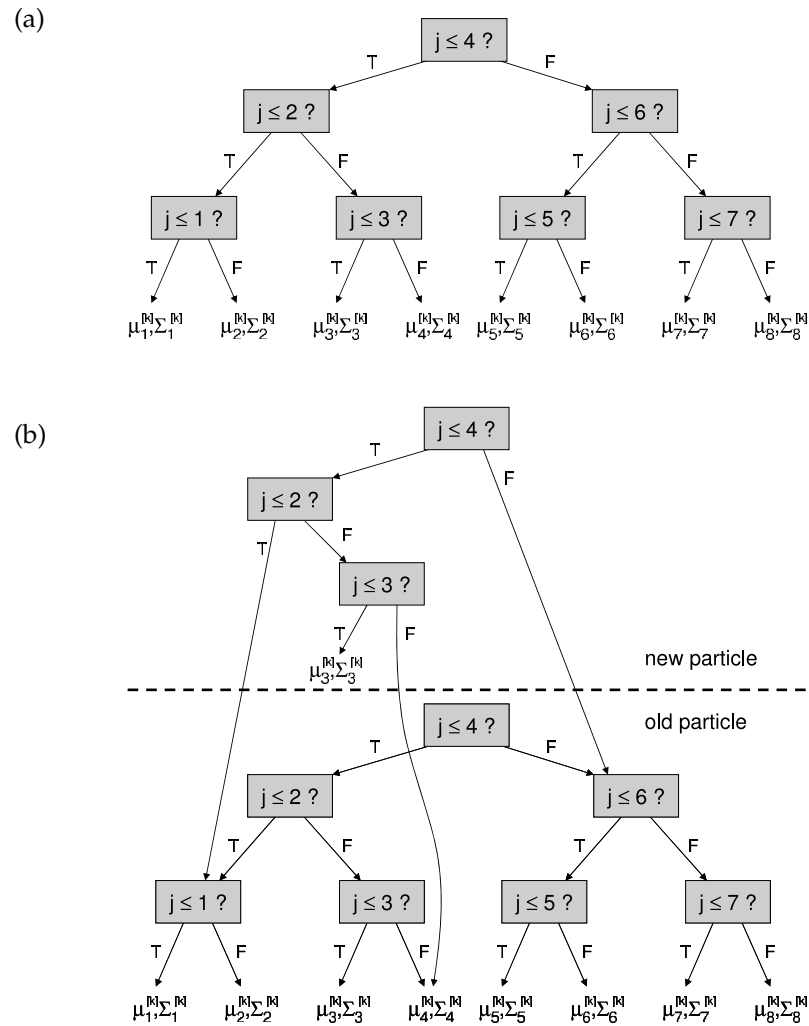 (a)
j ≤ 4 ?
T F
j ≤ 2 ? j ≤ 6 ?
T F T F
j ≤ 1 ? j ≤ 3 ? j ≤ 5 ? j ≤ 7 ?
T F T F T F T F
μ₁[k],Σ₁[k] μ₂[k],Σ₂[k] μ₃[k],Σ₃[k] μ₄[k],Σ₄[k] μ₅[k],Σ₅[k] μ₆[k],Σ₆[k] μ₇[k],Σ₇[k] μ₈[k],Σ₈[k]
(b)
j ≤ 4 ?
T F
j ≤ 2 ?
T F
j ≤ 3 ?
T F
μ₃[k],Σ₃[k]
new particle
old particle
j ≤ 4 ?
T F
j ≤ 2 ? j ≤ 6 ?
T F T F
j ≤ 1 ? j ≤ 3 ? j ≤ 5 ? j ≤ 7 ?
T F T F T F T F
μ₁[k],Σ₁[k] μ₂[k],Σ₂[k] μ₃[k],Σ₃[k] μ₄[k],Σ₄[k] μ₅[k],Σ₅[k] μ₆[k],Σ₆[k] μ₇[k],Σ₇[k] μ₈[k],Σ₈[k]